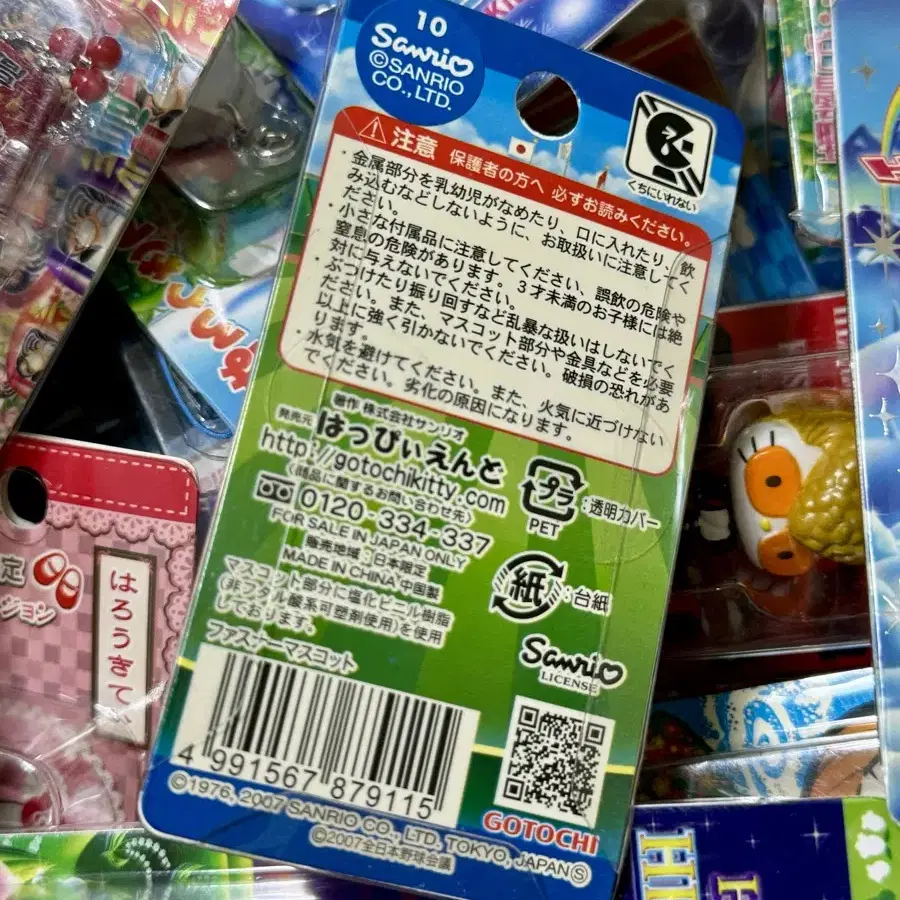 10
Sanrio
©SANRIO
CO., LTD.
くちにいれない
注意 保護者の方へ 必ずお読みください。
・金属部分を乳幼児がなめたり、口に入れたり、飲
み込むなどしないように、お取扱いに注意して
ください。
・小さな付属品に注意してください、誤飲の危険や
窒息の危険があります。3才未満のお子様には絶
対に与えないでください。
・ぶつけたり振り回すなど乱暴な扱いはしないでく
ださい。また、マスコット部分や金具などを必要
以上に強く引かないでください。破損の恐れがあ
ります。
・水気を避けてください。また、火気に近づけない
でください。劣化の原因になります。
著作 株式会社サンリオ
発売元 はっぴぃえんど
http://gotochikitty.com
〈商品に関するお問い合わせ先〉
0120-334-337
FOR SALE IN JAPAN ONLY
販売地域:日本限定
MADE IN CHINA 中国製
マスコット部分に塩化ビニル樹脂
(非フタル酸系可塑剤使用)を使用
しております。
ファスナーマスコット
プラ
PET
:透明カバー
紙
:台紙
Sanrio
LICENSE
4 991567 879115
GOTOCHI
©1976, 2007 SANRIO CO., LTD. TOKYO, JAPAN Ⓢ
©2007全日本野球会議
定
ション
はろうきてぃ